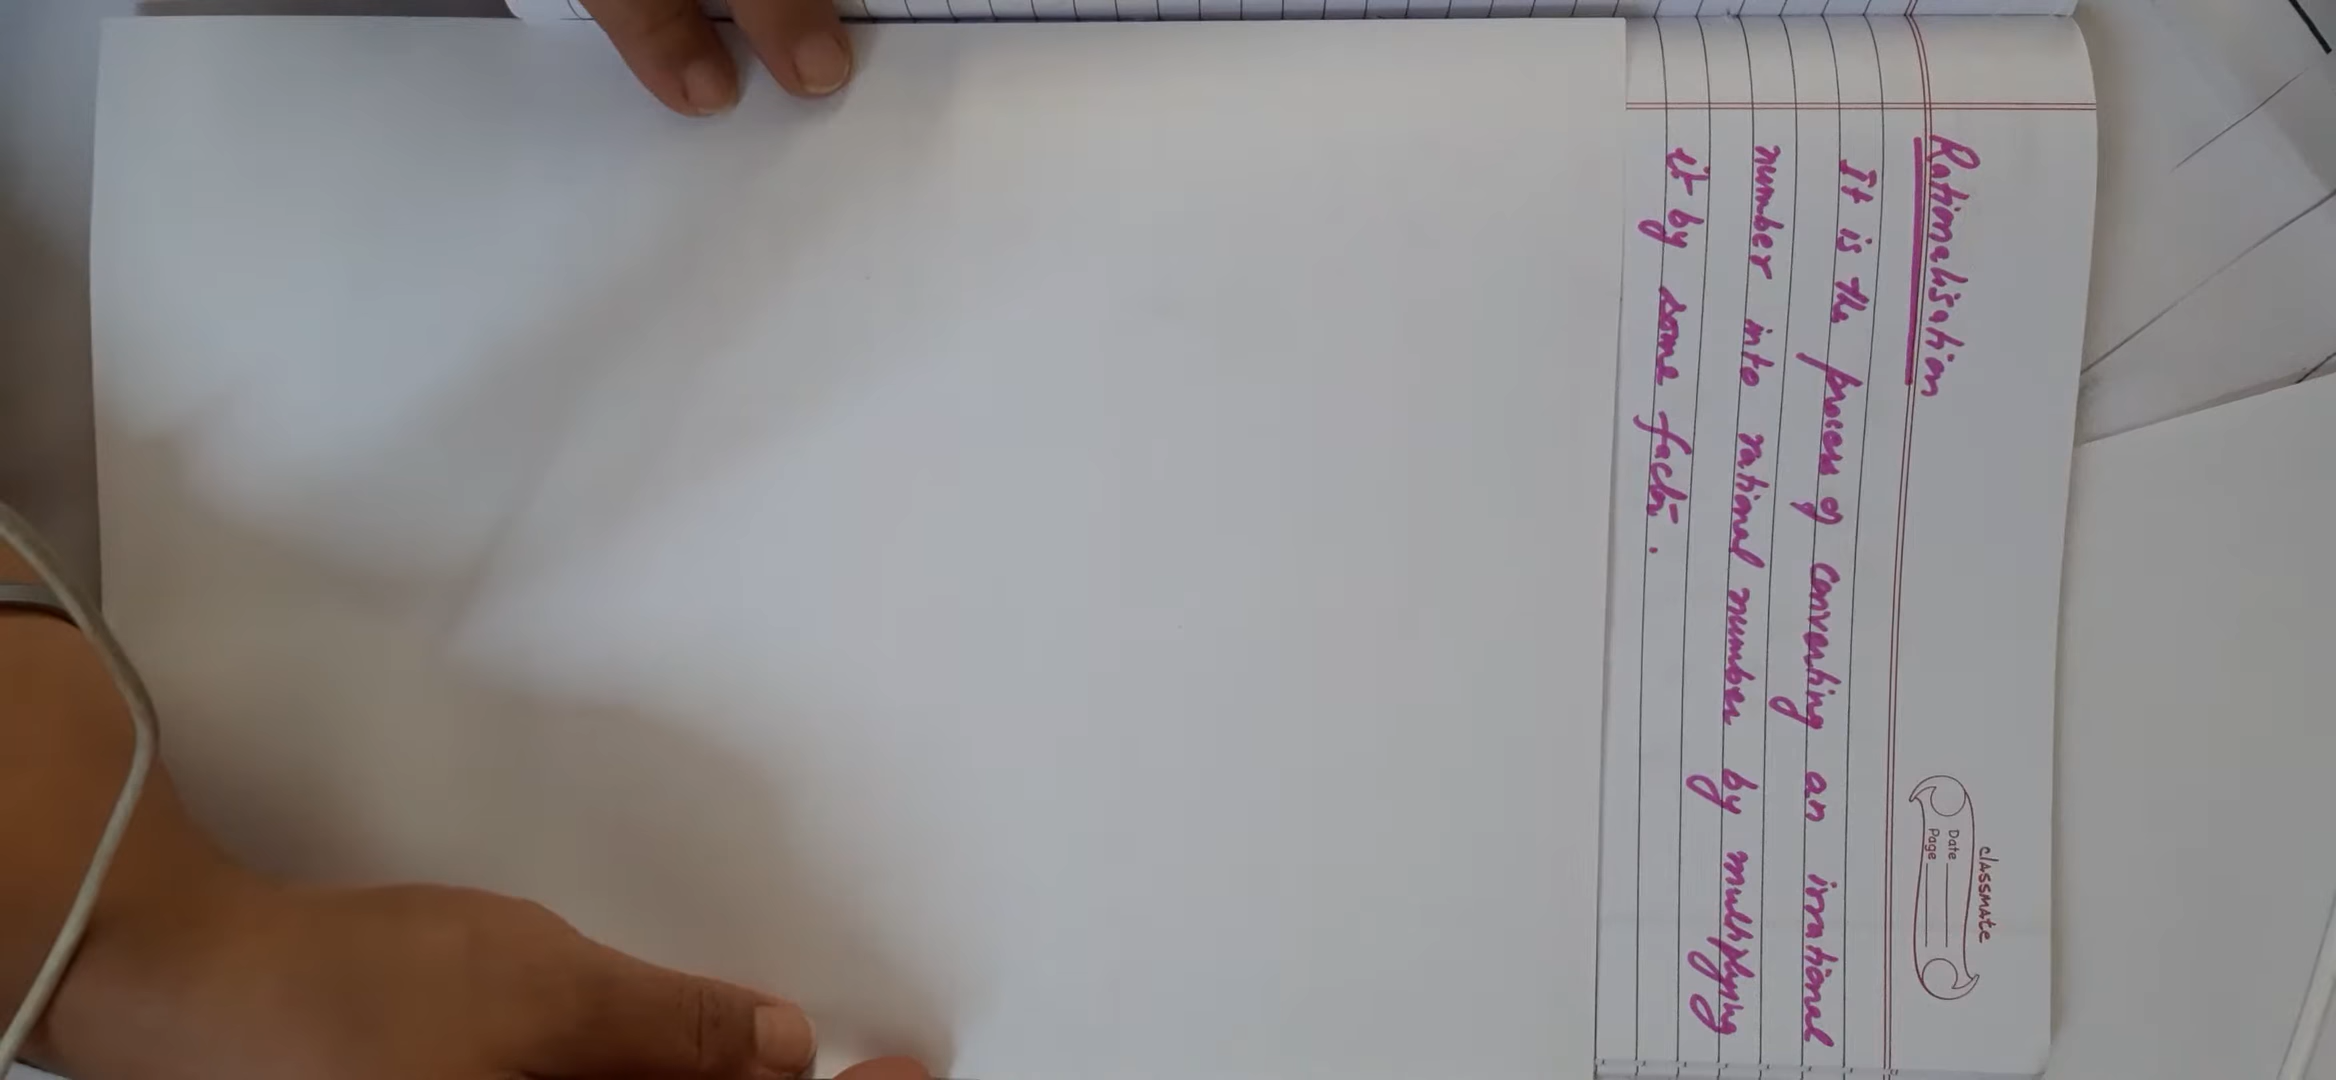 classmate
Date
Page
Rationalisation
It is the process of converting an irrational
number into rational number by multiplying
it by some factor.